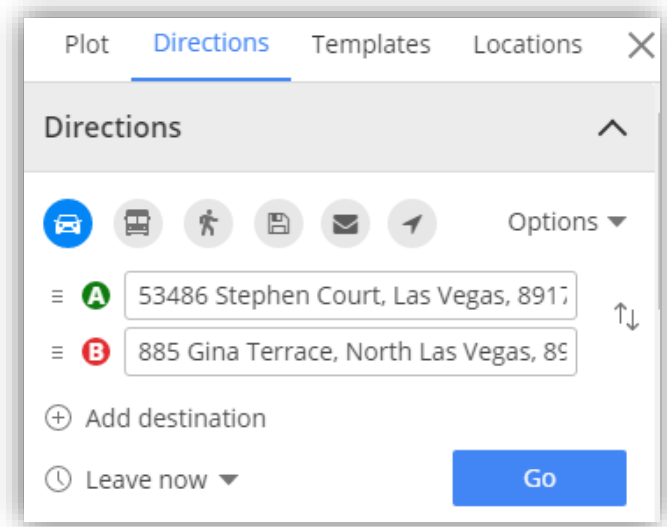 Plot Directions Templates Locations
Directions
Options
A 53486 Stephen Court, Las Vegas, 8917
B 885 Gina Terrace, North Las Vegas, 89
Add destination
Leave now Go